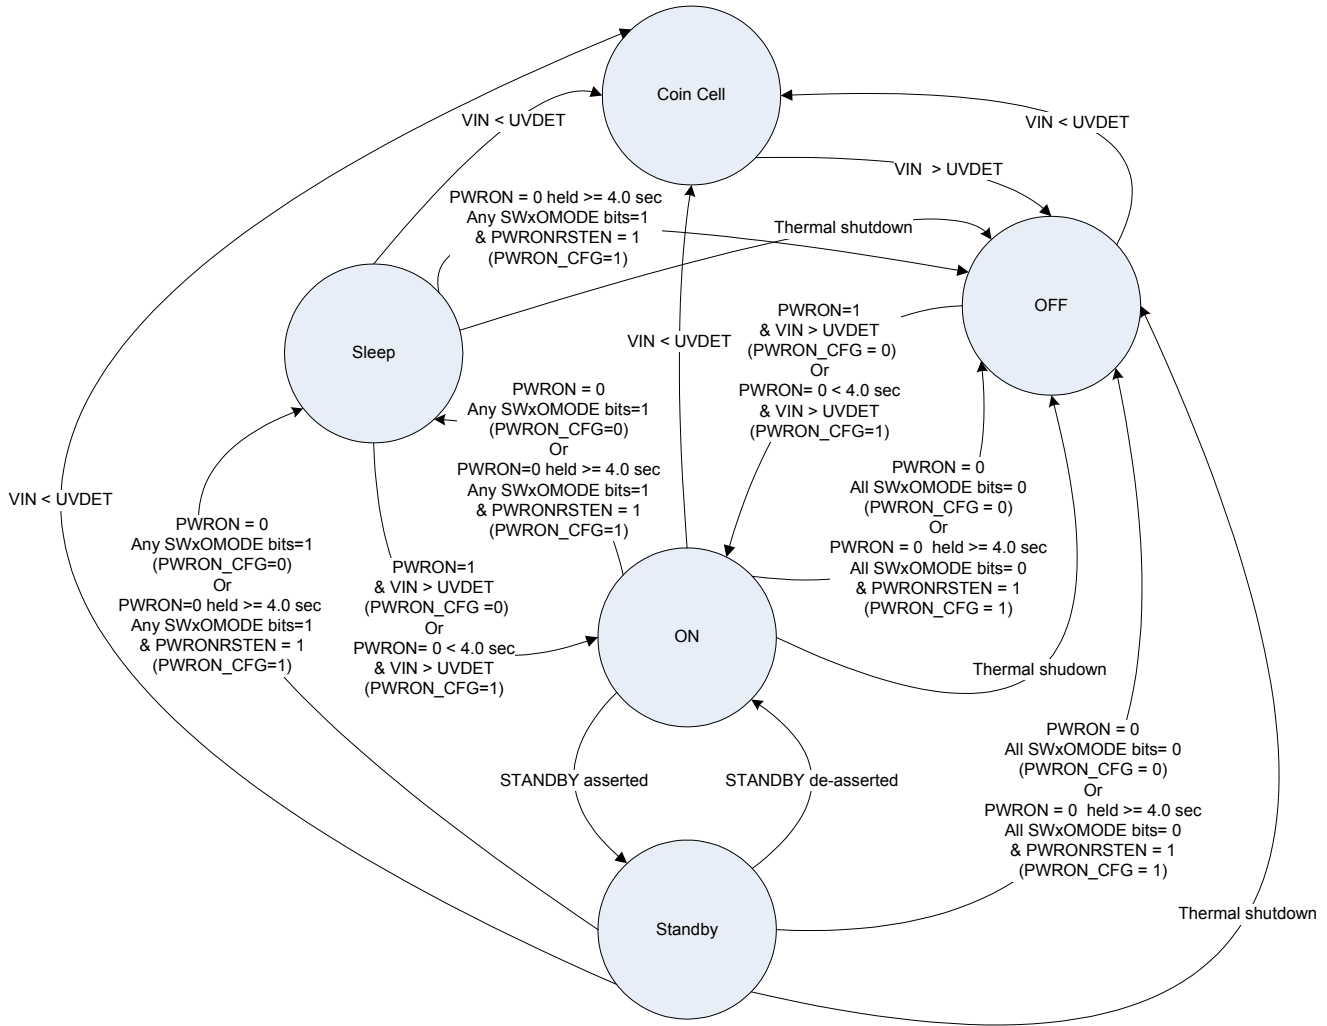 Coin Cell
VIN < UVDET
VIN < UVDET
VIN  > UVDET
PWRON = 0 held >= 4.0 sec
Any SWxOMODE bits=1
& PWRONRSTEN = 1
(PWRON_CFG=1)
Thermal shutdown
OFF
Sleep
VIN < UVDET
PWRON=1
& VIN > UVDET
(PWRON_CFG = 0)
Or
PWRON= 0 < 4.0 sec
& VIN > UVDET
(PWRON_CFG=1)
PWRON = 0
Any SWxOMODE bits=1
(PWRON_CFG=0)
Or
PWRON=0 held >= 4.0 sec
Any SWxOMODE bits=1
& PWRONRSTEN = 1
(PWRON_CFG=1)
PWRON = 0
All SWxOMODE bits= 0
(PWRON_CFG = 0)
Or
PWRON = 0  held >= 4.0 sec
All SWxOMODE bits= 0
& PWRONRSTEN = 1
(PWRON_CFG = 1)
VIN < UVDET
PWRON = 0
Any SWxOMODE bits=1
(PWRON_CFG=0)
Or
PWRON=0 held >= 4.0 sec
Any SWxOMODE bits=1
& PWRONRSTEN = 1
(PWRON_CFG=1)
PWRON=1
& VIN > UVDET
(PWRON_CFG =0)
Or
PWRON= 0 < 4.0 sec
& VIN > UVDET
(PWRON_CFG=1)
ON
Thermal shudown
STANDBY asserted
STANDBY de-asserted
PWRON = 0
All SWxOMODE bits= 0
(PWRON_CFG = 0)
Or
PWRON = 0  held >= 4.0 sec
All SWxOMODE bits= 0
& PWRONRSTEN = 1
(PWRON_CFG = 1)
Standby
Thermal shutdown